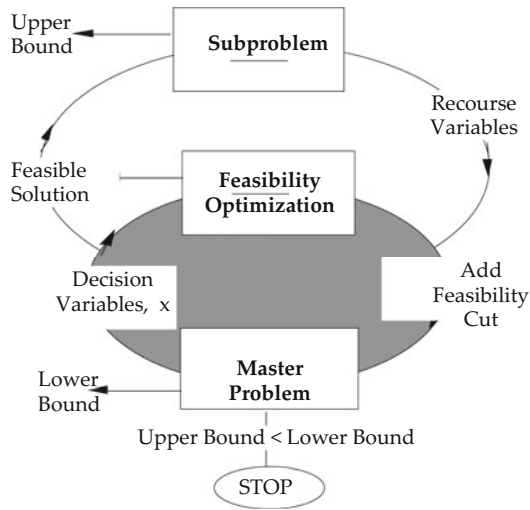 Upper
Bound
Subproblem
Recourse
Variables
Feasible
Solution
Feasibility
Optimization
Decision
Variables, x
Add
Feasibility
Cut
Lower
Bound
Master
Problem
Upper Bound < Lower Bound
STOP